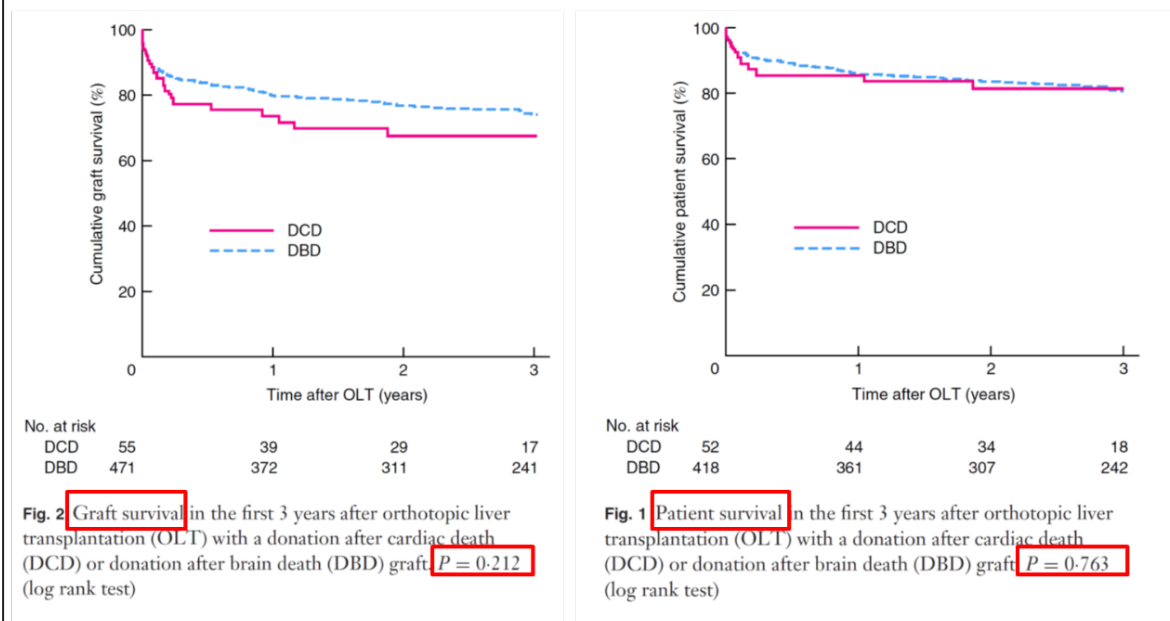 100
80
60
40
20
0
1
2
3
Cumulative graft survival (%)
DCD
DBD
Time after OLT (years)
No. at risk
DCD 55 39 29 17
DBD 471 372 311 241
Fig. 2 Graft survival in the first 3 years after orthotopic liver
transplantation (OLT) with a donation after cardiac death
(DCD) or donation after brain death (DBD) graft. P = 0·212
(log rank test)
100
80
60
40
20
0
1
2
3
Cumulative patient survival (%)
DCD
DBD
Time after OLT (years)
No. at risk
DCD 52 44 34 18
DBD 418 361 307 242
Fig. 1 Patient survival in the first 3 years after orthotopic liver
transplantation (OLT) with a donation after cardiac death
(DCD) or donation after brain death (DBD) graft P = 0·763
(log rank test)